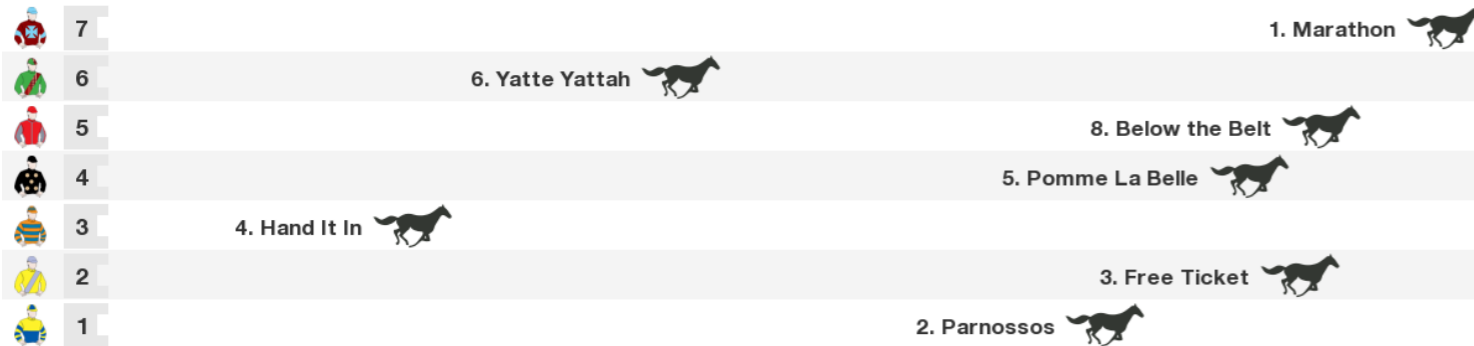 7 1. Marathon
6 6. Yatte Yattah
5 8. Below the Belt
4 5. Pomme La Belle
3 4. Hand It In
2 3. Free Ticket
1 2. Parnossos